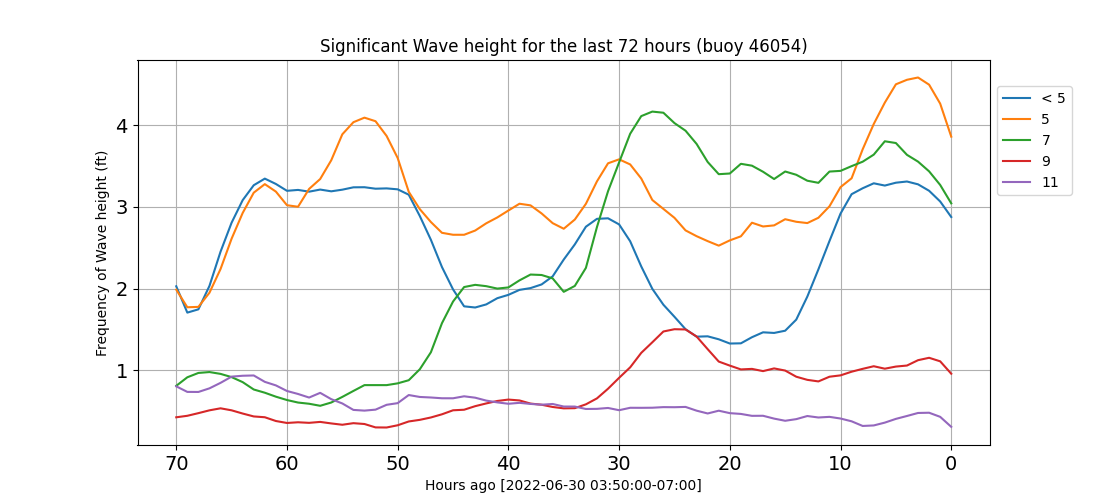 Significant Wave height for the last 72 hours (buoy 46054)
Frequency of Wave height (ft)
4
3
2
1
70 60 50 40 30 20 10 0
Hours ago [2022-06-30 03:50:00-07:00]
< 5
5
7
9
11